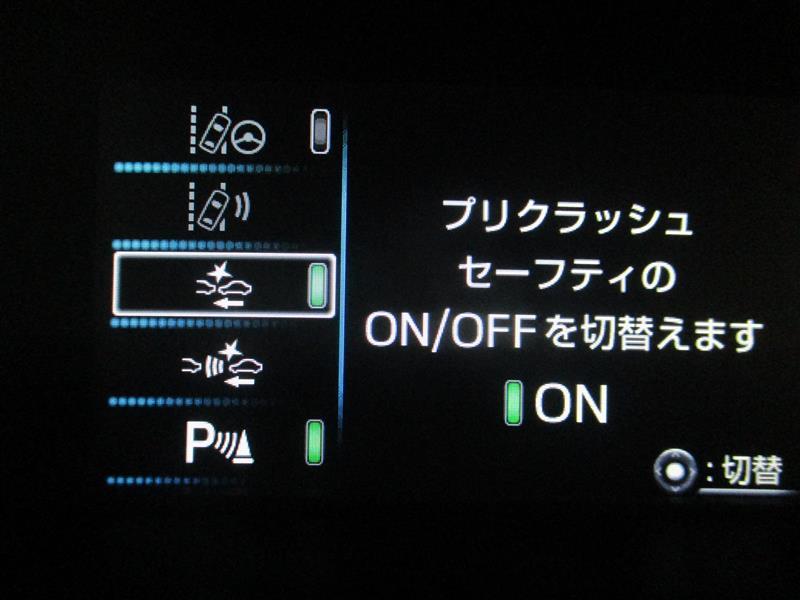 プリクラッシュ
セーフティの
ON/OFFを切替えます
ON
P
:切替